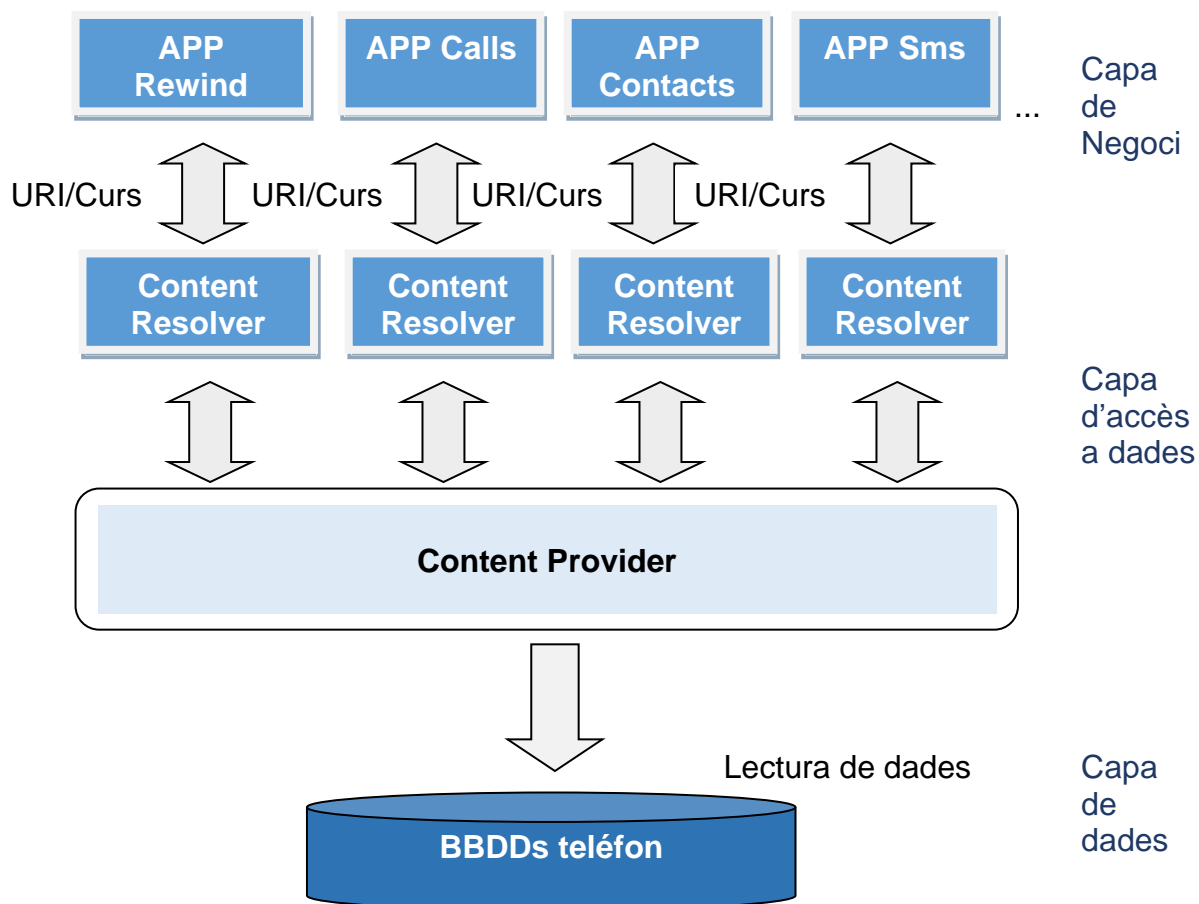 APP
Rewind
APP Calls
APP
Contacts
APP Sms
...
Capa
de
Negoci
URI/Curs
URI/Curs
URI/Curs
URI/Curs
Content
Resolver
Content
Resolver
Content
Resolver
Content
Resolver
Capa
d’accès
a dades
Content Provider
Lectura de dades
Capa
de
dades
BBDDs teléfon